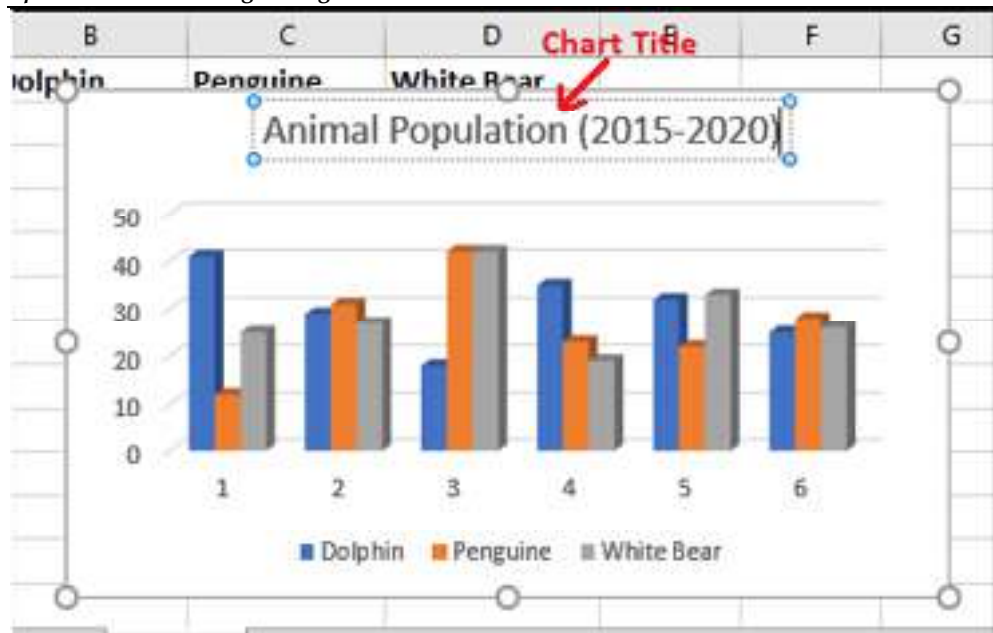 B C D E F G
Chart Title
Dolphin Penguine White Bear
Animal Population (2015-2020)
50
40
30
20
10
0
1 2 3 4 5 6
Dolphin Penguine White Bear